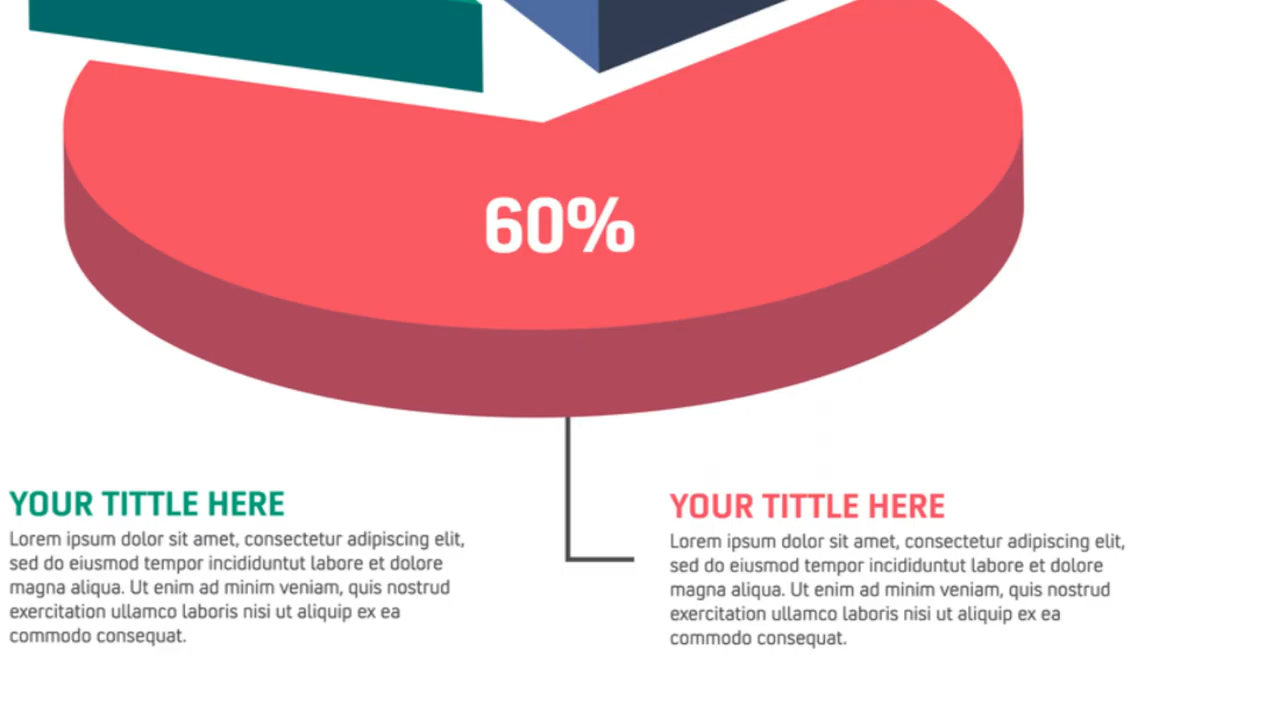 60%
YOUR TITTLE HERE
Lorem ipsum dolor sit amet, consectetur adipiscing elit,
sed do eiusmod tempor incididuntut labore et dolore
magna aliqua. Ut enim ad minim veniam, quis nostrud
exercitation ullamco laboris nisi ut aliquip ex ea
commodo consequat.
YOUR TITTLE HERE
Lorem ipsum dolor sit amet, consectetur adipiscing elit,
sed do eiusmod tempor incididuntut labore et dolore
magna aliqua. Ut enim ad minim veniam, quis nostrud
exercitation ullamco laboris nisi ut aliquip ex ea
commodo consequat.